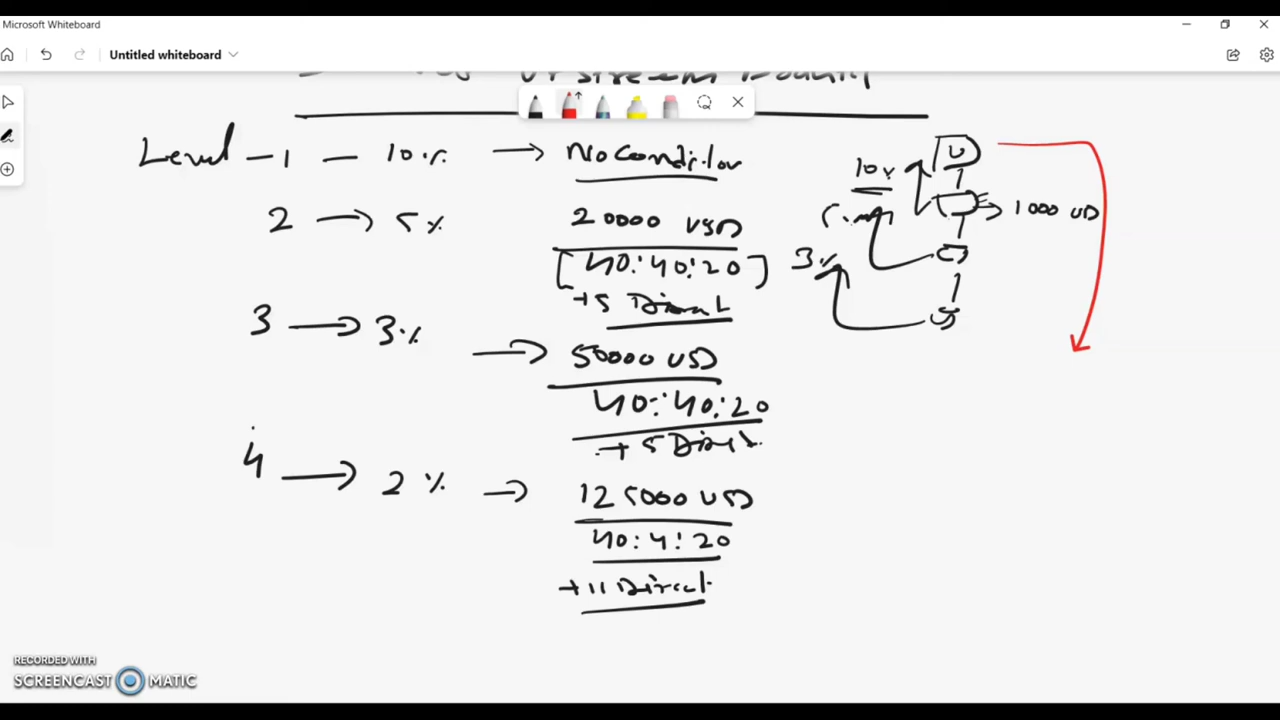 Microsoft Whiteboard
Untitled whiteboard
Level - 1 - 10% → No Condition
2 → 5% 20000 USD
[40:40:20]
+5 Direct
3 → 3% → 50000 USD
40:40:20
+ 5 Direct
4 → 2% → 125000 USD
40:4:20
+11 Direct
U
10%
→ 1000 USD
3%
RECORDED WITH
SCREENCAST MATIC